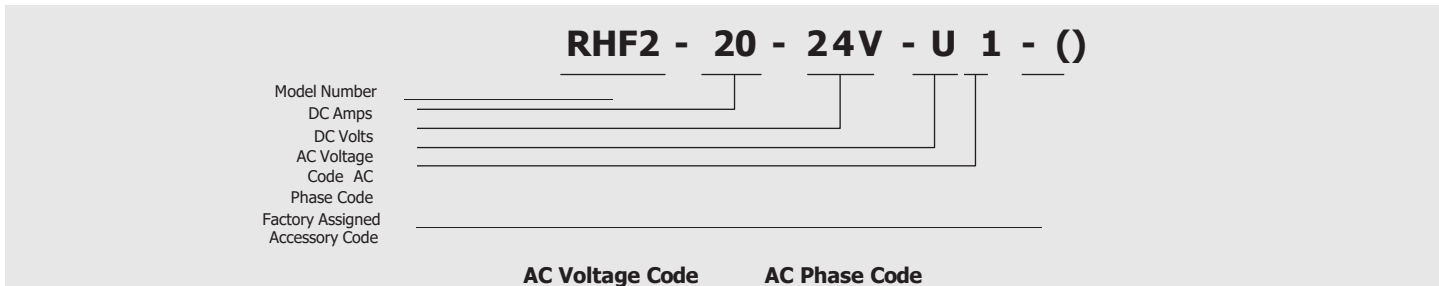 RHF2 - 20 - 24V - U 1 - ()
Model Number
DC Amps
DC Volts
AC Voltage
Code AC
Phase Code
Factory Assigned
Accessory Code
AC Voltage Code AC Phase Code